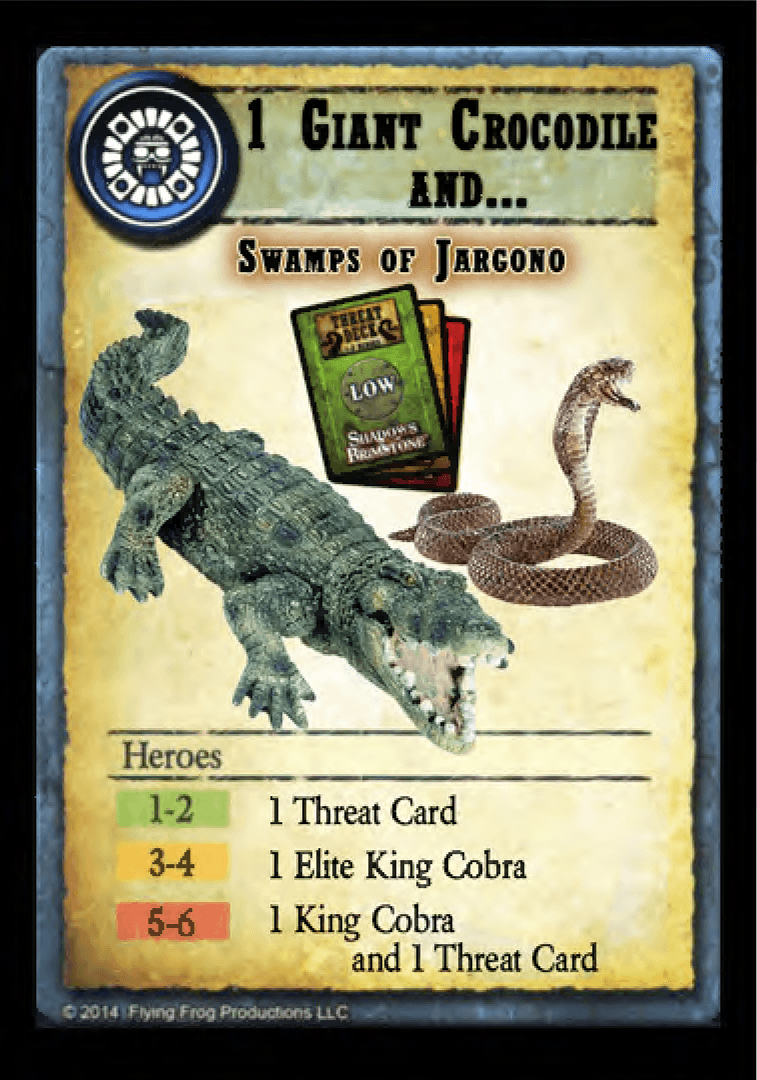 1 Giant Crocodile
and...
Swamps of Jargono
THREAT
DECK
LOW
SHADOWS
BRIMSTONE
Heroes
1-2 1 Threat Card
3-4 1 Elite King Cobra
5-6 1 King Cobra
and 1 Threat Card
© 2014 Flying Frog Productions LLC